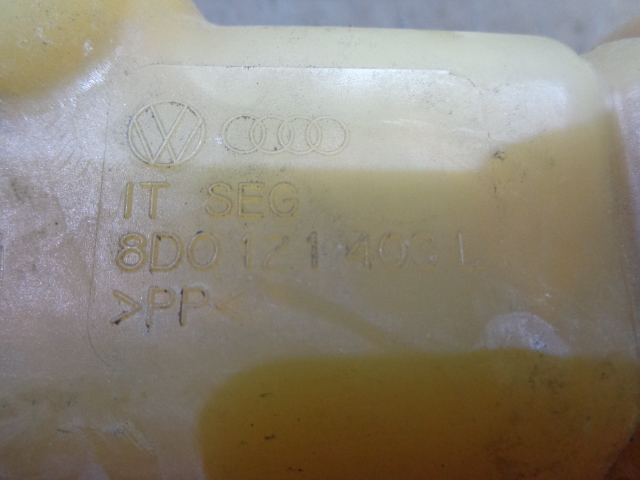 IT SEG
8D0 121 403 L
>PP<